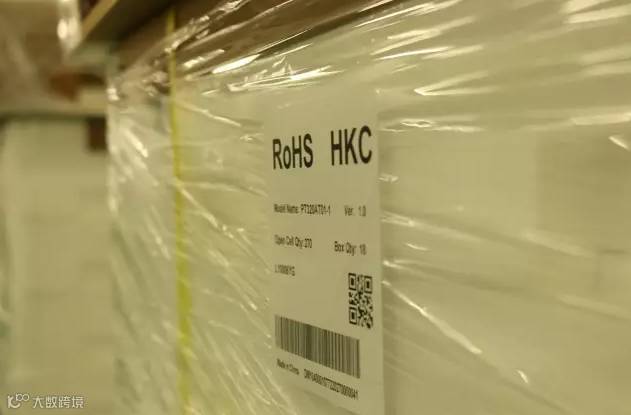 RoHS HKC
Model Name: PT320AT01-1 Ver. 1.0
Open Cell Qty: 270 Box Qty: 18
Made in China
大数跨境